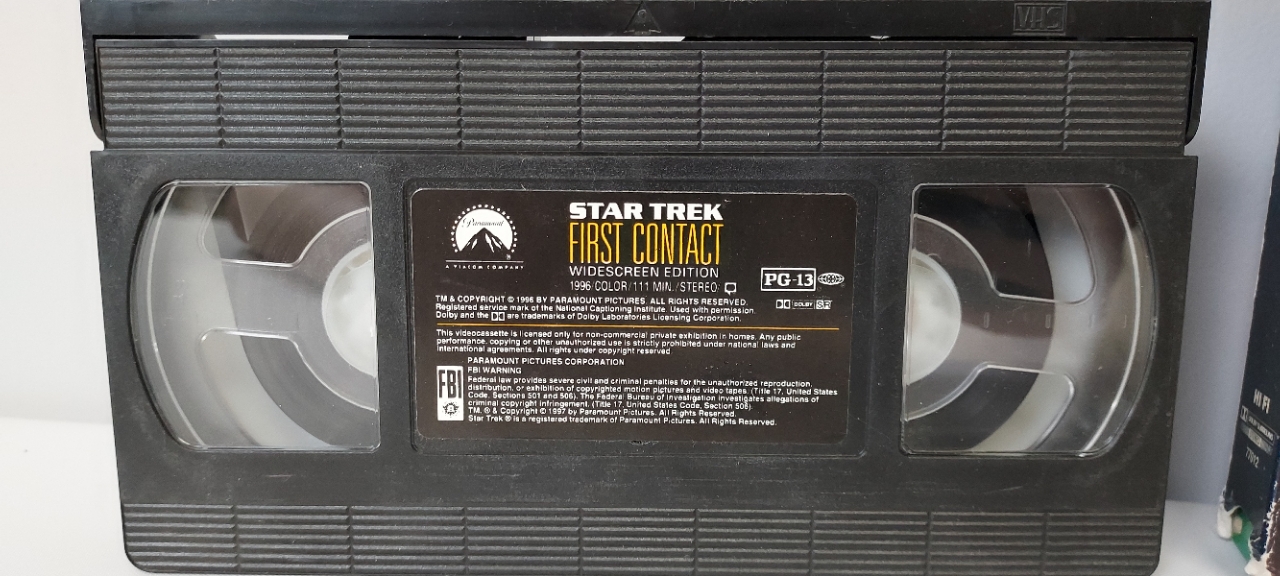 VHS
Paramount
A VIACOM COMPANY
STAR TREK
FIRST CONTACT
WIDESCREEN EDITION
1996/COLOR/111 MIN./STEREO
PG-13
DOLBY SR
TM & COPYRIGHT © 1996 BY PARAMOUNT PICTURES. ALL RIGHTS RESERVED.
Registered service mark of the National Captioning Institute. Used with permission.
Dolby and the are trademarks of Dolby Laboratories Licensing Corporation.
This videocassette is licensed only for non-commercial private exhibition in homes. Any public
performance, copying or other unauthorized use is strictly prohibited under national laws and
international agreements. All rights under copyright reserved.
PARAMOUNT PICTURES CORPORATION
FBI WARNING
FBI
Federal law provides severe civil and criminal penalties for the unauthorized reproduction,
distribution, or exhibition of copyrighted motion pictures and video tapes. (Title 17, United States
Code, Sections 501 and 506). The Federal Bureau of Investigation investigates allegations of
criminal copyright infringement. (Title 17, United States Code, Section 506).
TM, ® & Copyright © 1997 by Paramount Pictures. All Rights Reserved.
Star Trek ® is a registered trademark of Paramount Pictures. All Rights Reserved.
HI FI